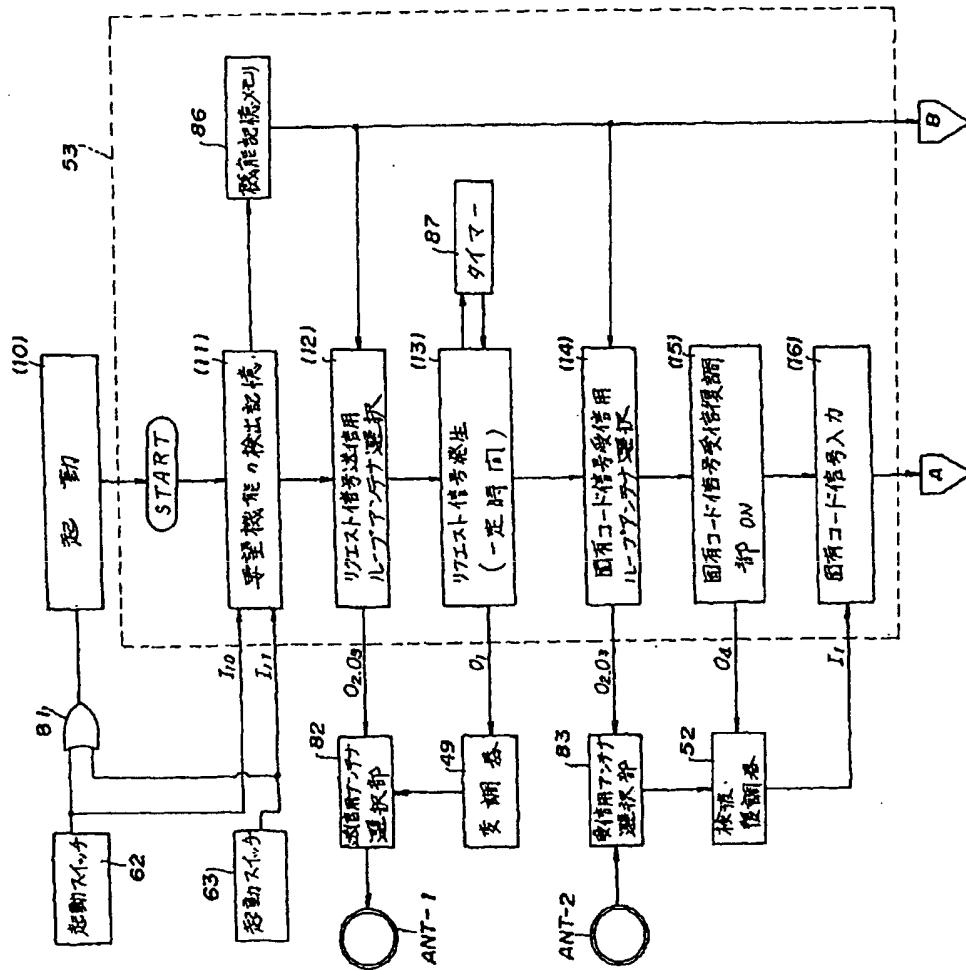 53
起動スイッチ
62
起動スイッチ
63
81
(10)
起動
START
I10
I11
(11)
要望機能の検出記憶
86
機能記憶メモリ
(12)
リクエスト信号送信用
ループアンテナ選択
O2.O3
82
送信用アンテナ
選択部
ANT-1
(13)
リクエスト信号発生
(一定時間)
87
タイマー
O1
49
変調器
(14)
固有コード信号受信用
ループアンテナ選択
O2.O3
83
受信用アンテナ
選択部
ANT-2
(15)
固有コード信号受信復調
部 ON
O4
52
検波・
復調器
(16)
固有コード信号入力
I1
A
B